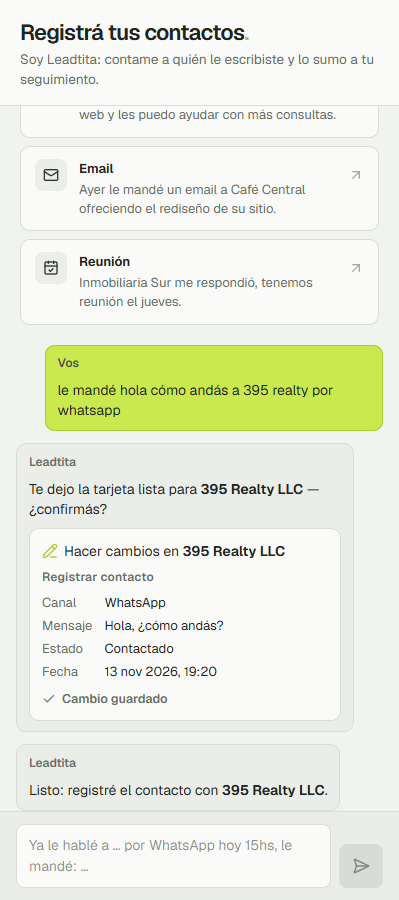 Registrá tus contactos.
Soy Leadtita: contame a quién le escribiste y lo sumo a tu
seguimiento.
web y les puedo ayudar con más consultas.
Email
Ayer le mandé un email a Café Central
ofreciendo el rediseño de su sitio.
Reunión
Inmobiliaria Sur me respondió, tenemos
reunión el jueves.
Vos
le mandé hola cómo andás a 395 realty por
whatsapp
Leadtita
Te dejo la tarjeta lista para 395 Realty LLC —
¿confirmás?
Hacer cambios en 395 Realty LLC
Registrar contacto
Canal WhatsApp
Mensaje Hola, ¿cómo andás?
Estado Contactado
Fecha 13 nov 2026, 19:20
Cambio guardado
Leadtita
Listo: registré el contacto con 395 Realty LLC.
Ya le hablé a … por WhatsApp hoy 15hs, le
mandé: …